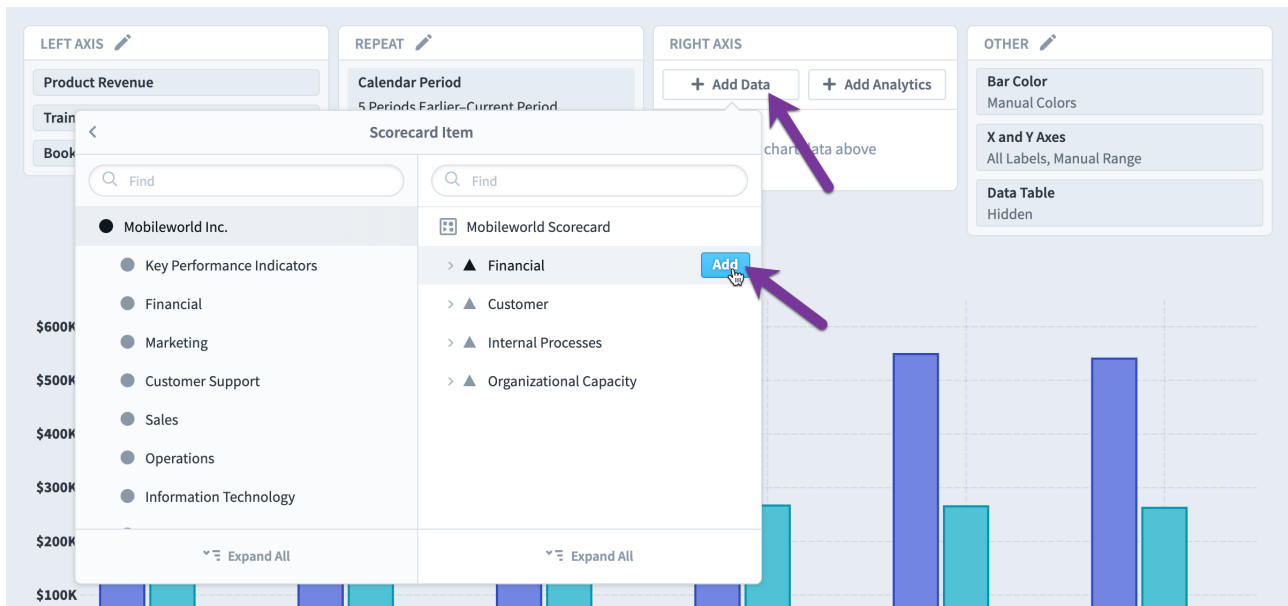 LEFT AXIS
Product Revenue
Train
Book
REPEAT
Calendar Period
5 Periods Earlier–Current Period
RIGHT AXIS
+ Add Data
+ Add Analytics
chart data above
OTHER
Bar Color
Manual Colors
X and Y Axes
All Labels, Manual Range
Data Table
Hidden
Scorecard Item
Find
Mobileworld Inc.
Key Performance Indicators
Financial
Marketing
Customer Support
Sales
Operations
Information Technology
Expand All
Find
Mobileworld Scorecard
Financial
Add
Customer
Internal Processes
Organizational Capacity
Expand All
$600K
$500K
$400K
$300K
$200K
$100K